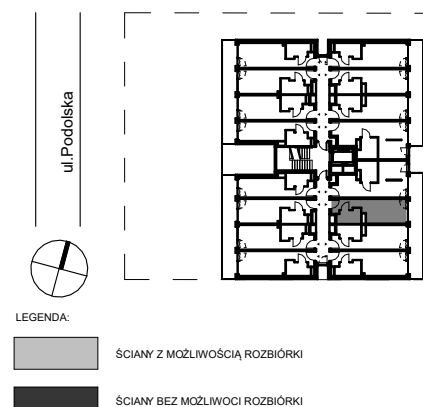 ul.Podolska
LEGENDA:
ŚCIANY Z MOŻLIWOŚCIĄ ROZBIÓRKI
ŚCIANY BEZ MOŻLIWOCI ROZBIÓRKI